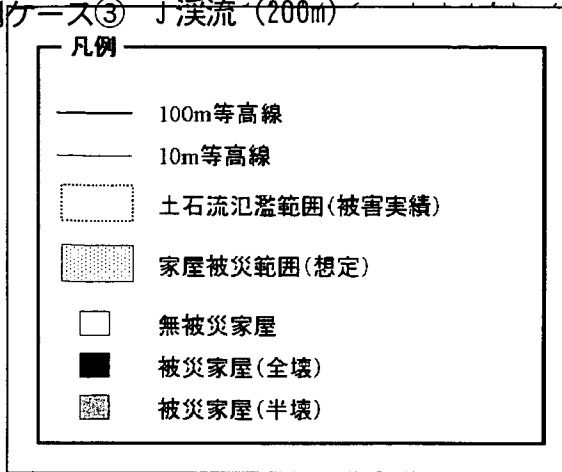 ケース③ J渓流 (200m)
凡例
100m等高線
10m等高線
土石流氾濫範囲(被害実績)
家屋被災範囲(想定)
無被災家屋
被災家屋(全壊)
被災家屋(半壊)